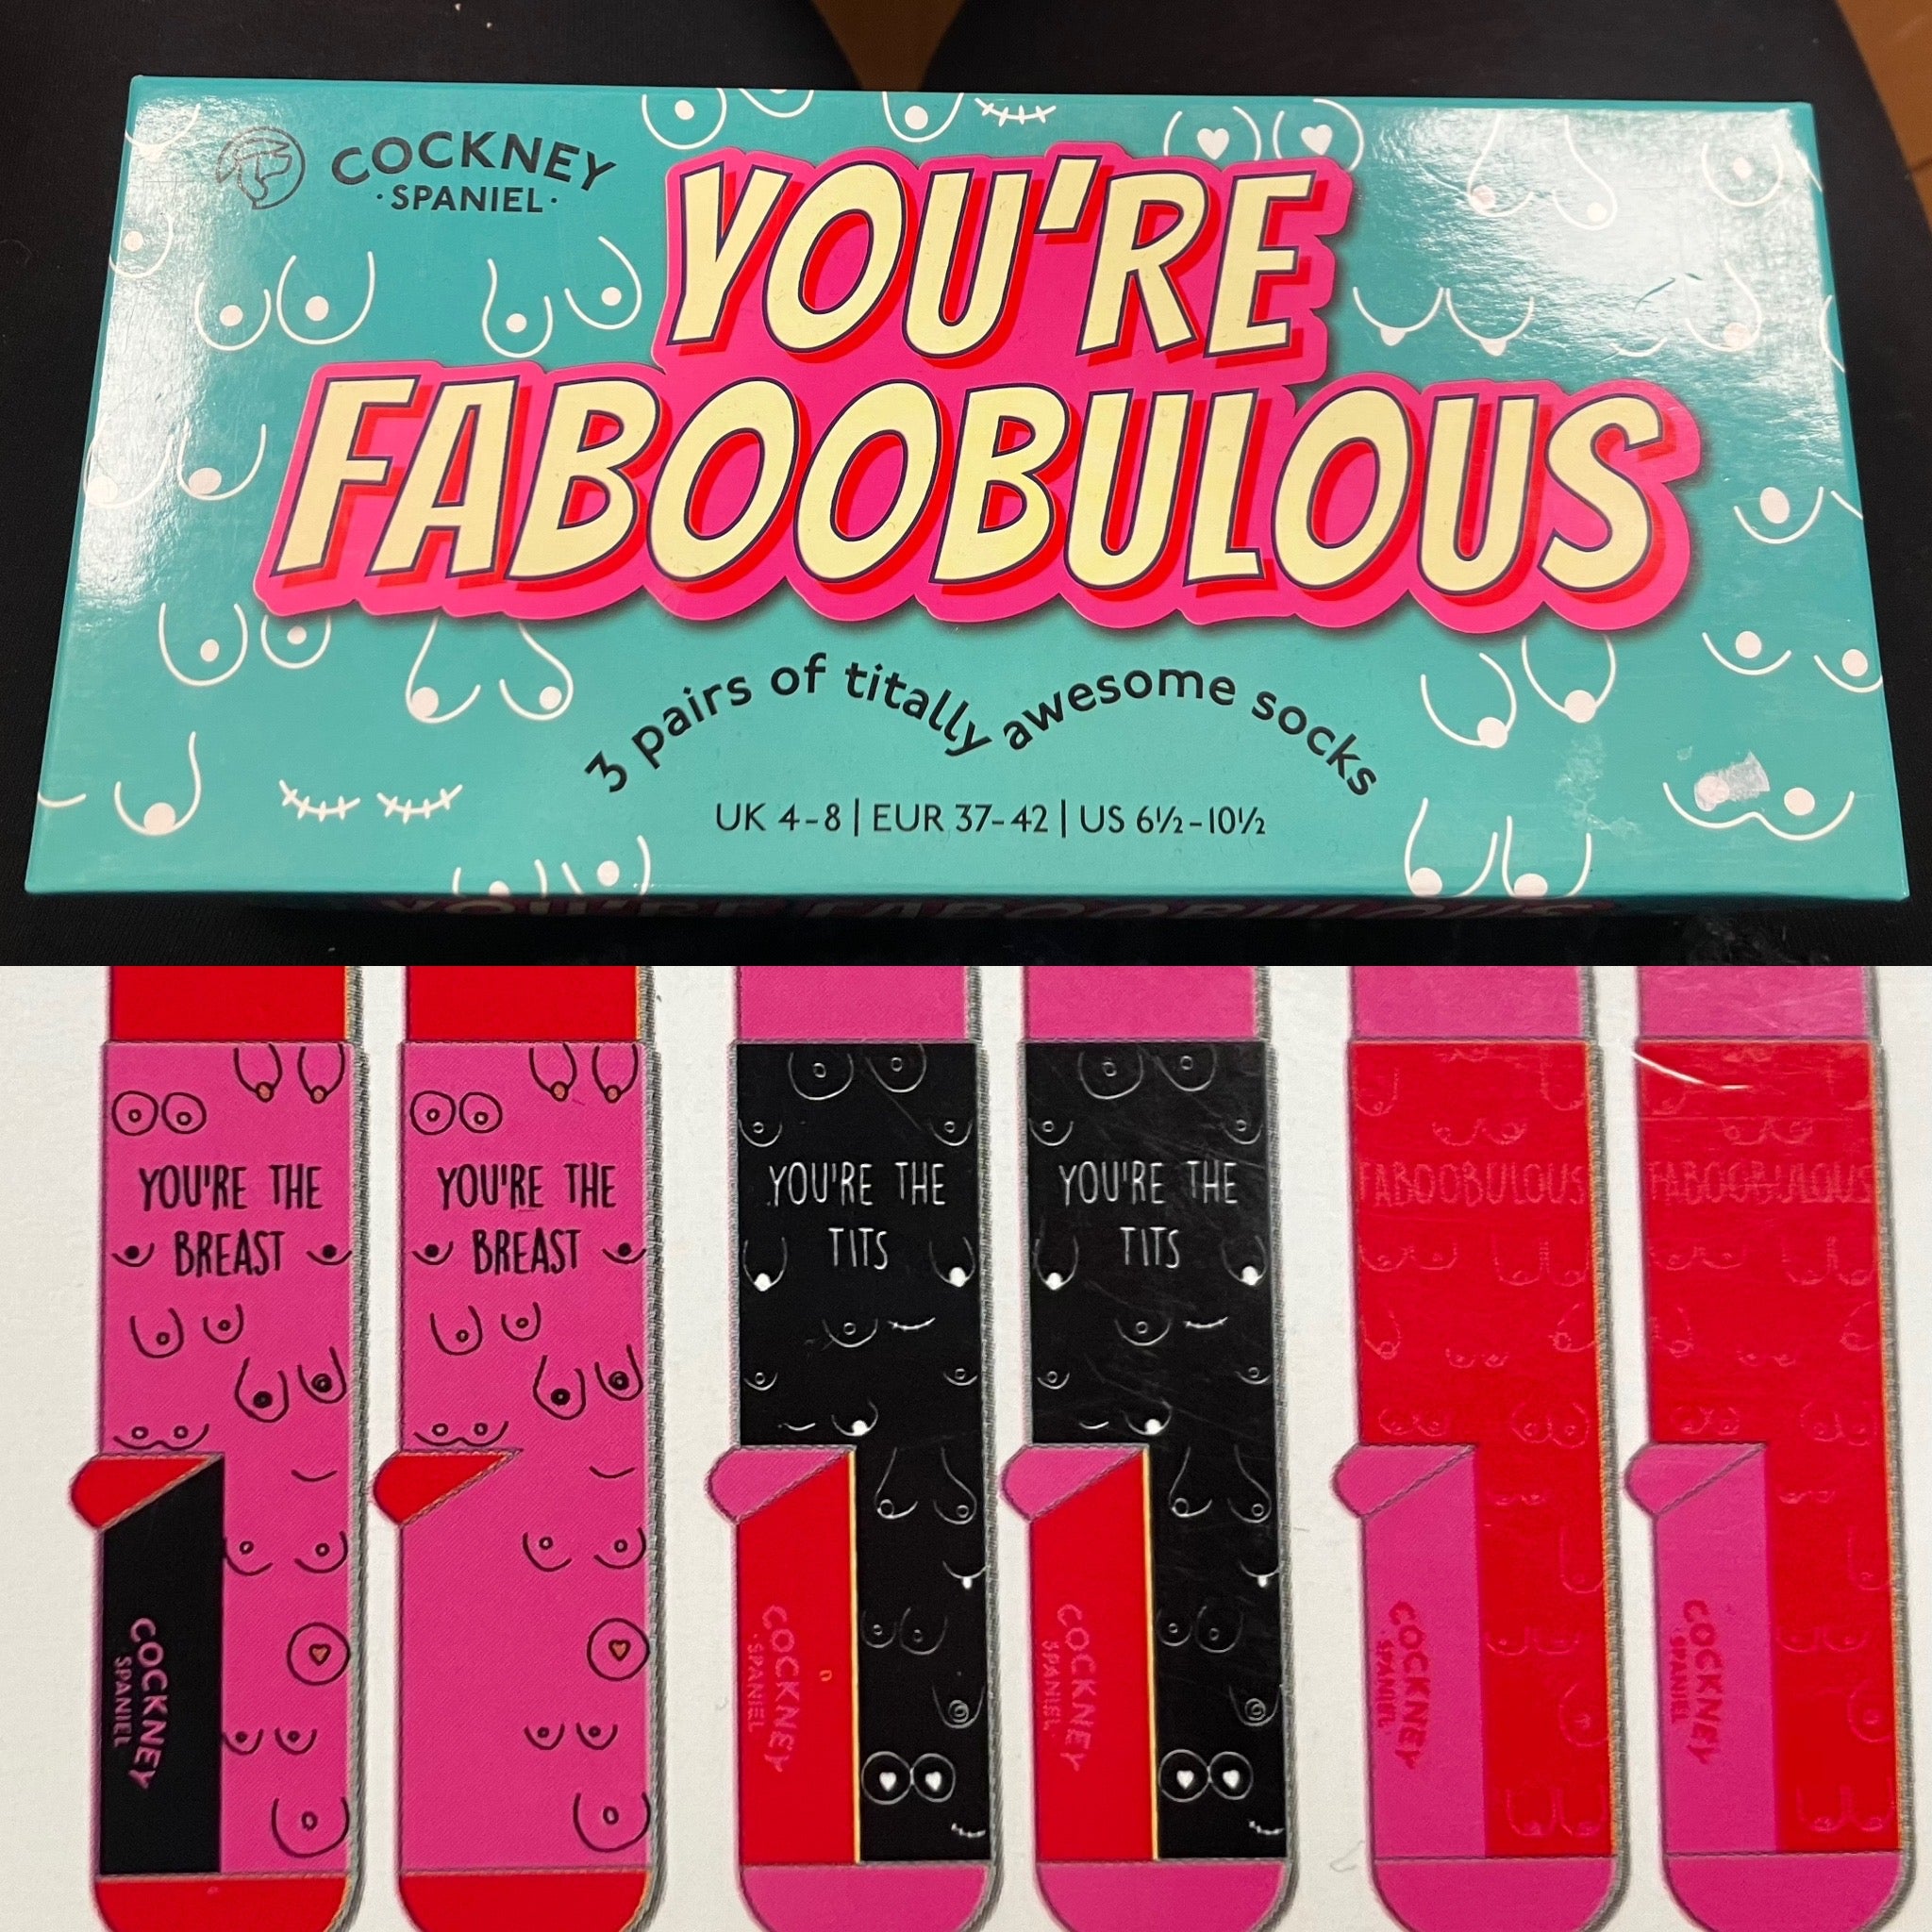 COCKNEY
·SPANIEL·
YOU'RE
FABOOBULOUS
3 pairs of titally awesome socks
UK 4-8 | EUR 37-42 | US 6½-10½
YOU'RE THE
BREAST
YOU'RE THE
BREAST
YOU'RE THE
TITS
YOU'RE THE
TITS
FABOOBULOUS
FABOOBULOUS
COCKNEY
SPANIEL
COCKNEY
·SPANIEL
COCKNEY
SPANIEL
COCKNEY
·SPANIEL·
COCKNEY
·SPANIEL